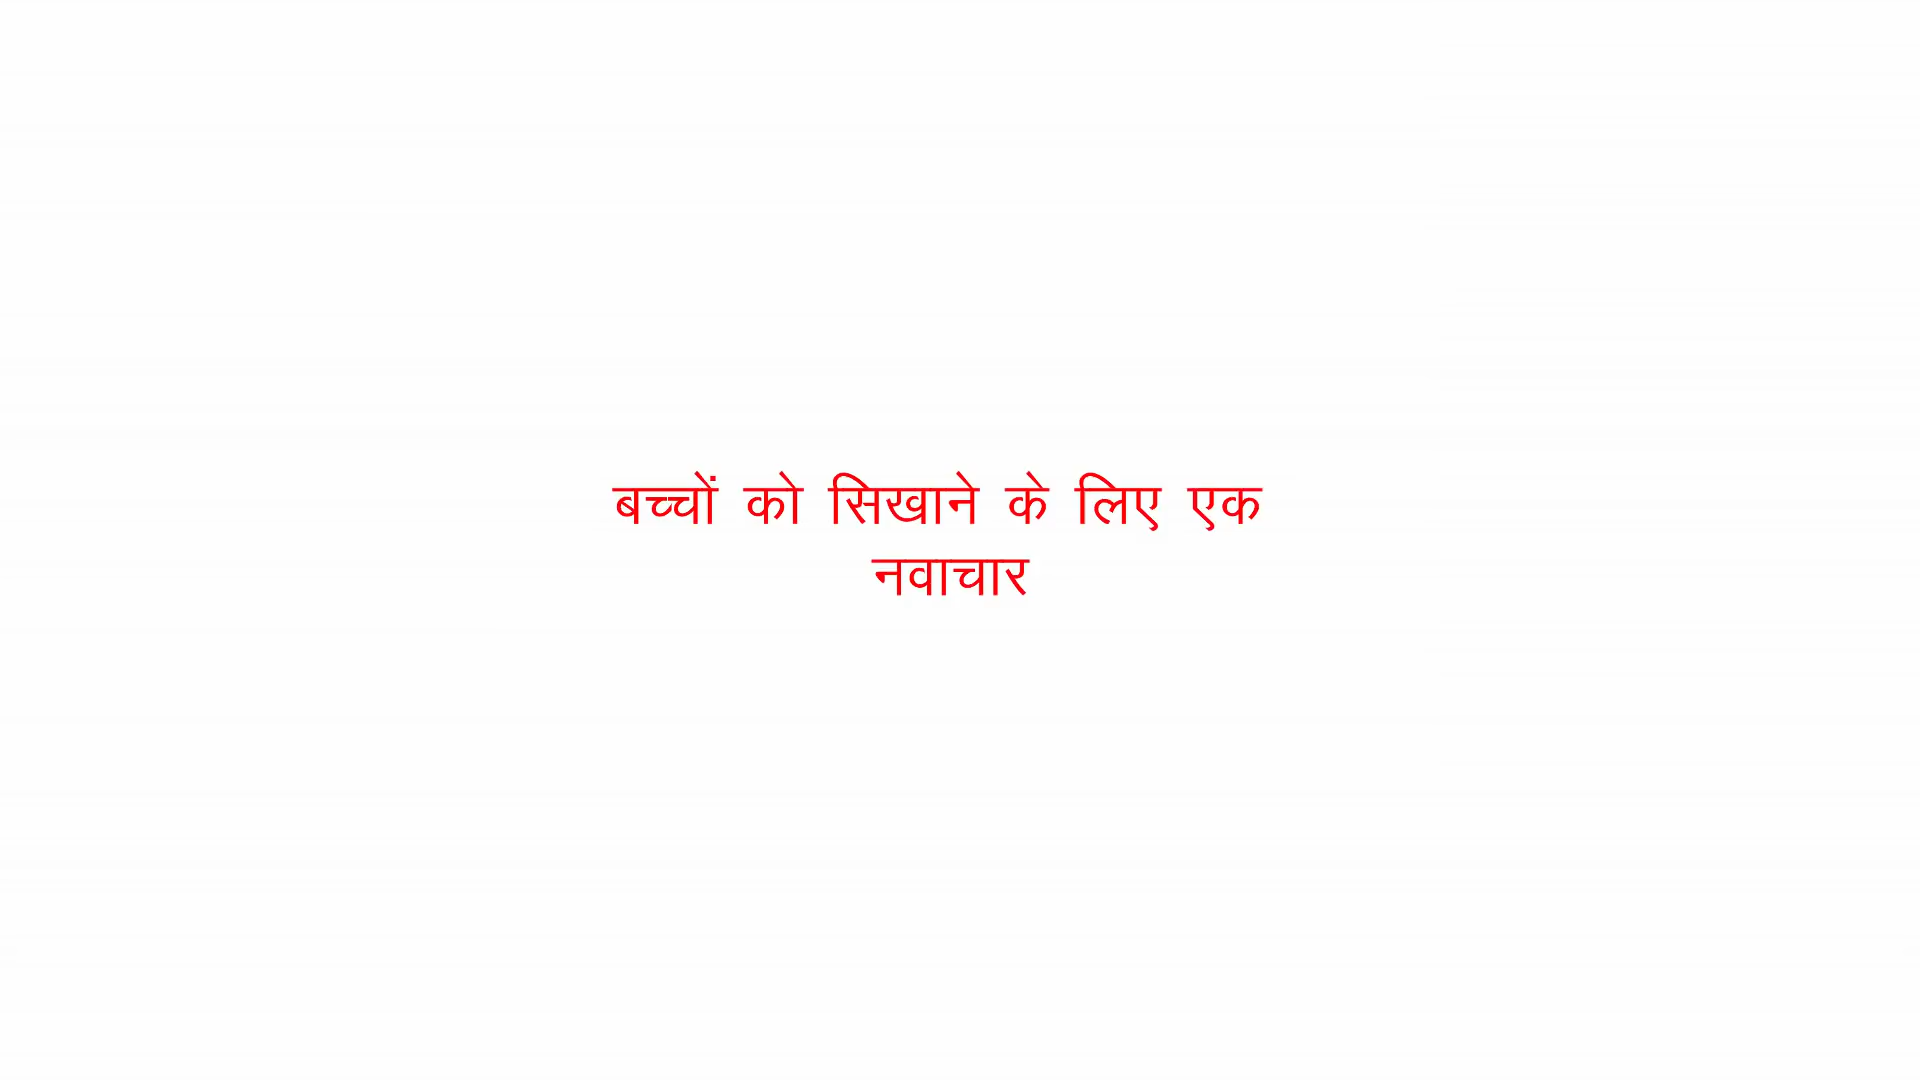 बच्चों को सिखाने के लिए एक
नवाचार